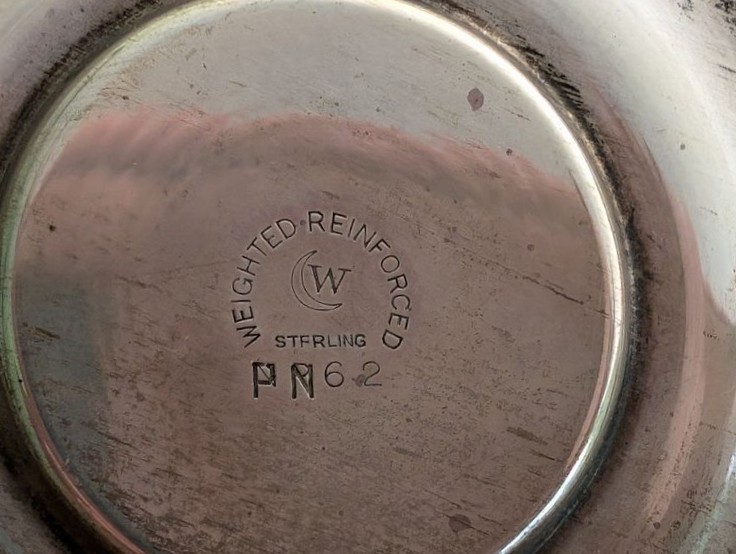 WEIGHTED·REINFORCED
W
STERLING
PN62